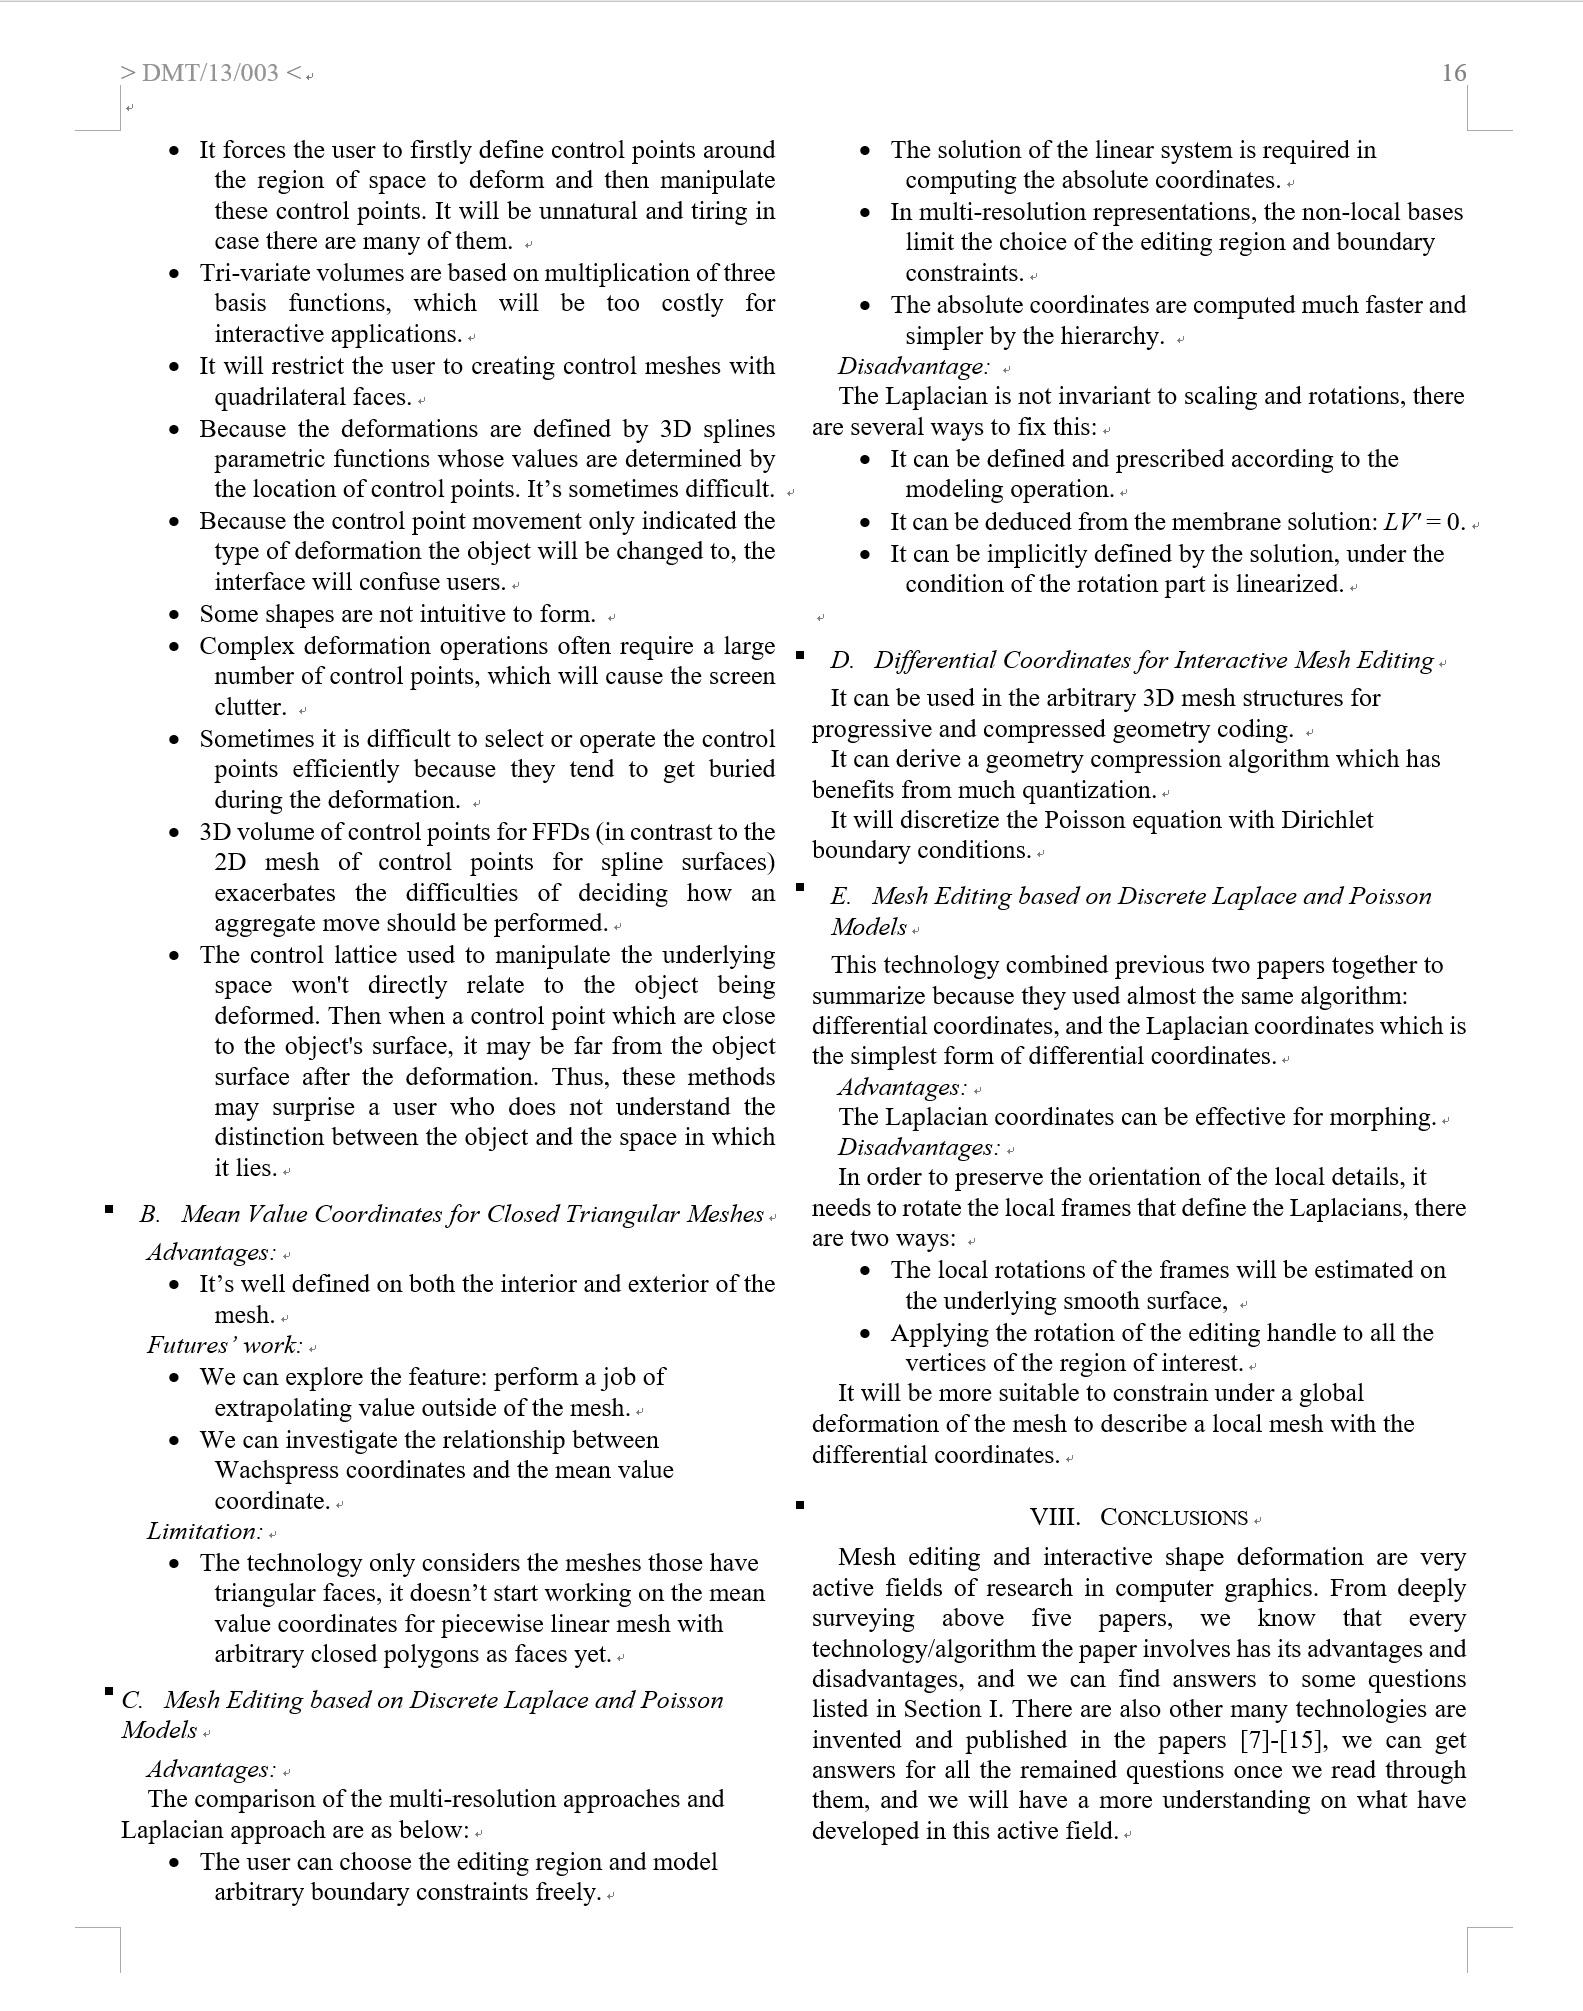 > DMT/13/003 <
16
• It forces the user to firstly define control points around
the region of space to deform and then manipulate
these control points. It will be unnatural and tiring in
case there are many of them.
• Tri-variate volumes are based on multiplication of three
basis functions, which will be too costly for
interactive applications.
• It will restrict the user to creating control meshes with
quadrilateral faces.
• Because the deformations are defined by 3D splines
parametric functions whose values are determined by
the location of control points. It’s sometimes difficult.
• Because the control point movement only indicated the
type of deformation the object will be changed to, the
interface will confuse users.
• Some shapes are not intuitive to form.
• Complex deformation operations often require a large
number of control points, which will cause the screen
clutter.
• Sometimes it is difficult to select or operate the control
points efficiently because they tend to get buried
during the deformation.
• 3D volume of control points for FFDs (in contrast to the
2D mesh of control points for spline surfaces)
exacerbates the difficulties of deciding how an
aggregate move should be performed.
• The control lattice used to manipulate the underlying
space won't directly relate to the object being
deformed. Then when a control point which are close
to the object's surface, it may be far from the object
surface after the deformation. Thus, these methods
may surprise a user who does not understand the
distinction between the object and the space in which
it lies.
B. Mean Value Coordinates for Closed Triangular Meshes
Advantages:
• It’s well defined on both the interior and exterior of the
mesh.
Futures’ work:
• We can explore the feature: perform a job of
extrapolating value outside of the mesh.
• We can investigate the relationship between
Wachspress coordinates and the mean value
coordinate.
Limitation:
• The technology only considers the meshes those have
triangular faces, it doesn’t start working on the mean
value coordinates for piecewise linear mesh with
arbitrary closed polygons as faces yet.
C. Mesh Editing based on Discrete Laplace and Poisson
Models
Advantages:
The comparison of the multi-resolution approaches and
Laplacian approach are as below:
• The user can choose the editing region and model
arbitrary boundary constraints freely.
• The solution of the linear system is required in
computing the absolute coordinates.
• In multi-resolution representations, the non-local bases
limit the choice of the editing region and boundary
constraints.
• The absolute coordinates are computed much faster and
simpler by the hierarchy.
Disadvantage:
The Laplacian is not invariant to scaling and rotations, there
are several ways to fix this:
• It can be defined and prescribed according to the
modeling operation.
• It can be deduced from the membrane solution: LV' = 0.
• It can be implicitly defined by the solution, under the
condition of the rotation part is linearized.
D. Differential Coordinates for Interactive Mesh Editing
It can be used in the arbitrary 3D mesh structures for
progressive and compressed geometry coding.
It can derive a geometry compression algorithm which has
benefits from much quantization.
It will discretize the Poisson equation with Dirichlet
boundary conditions.
E. Mesh Editing based on Discrete Laplace and Poisson
Models
This technology combined previous two papers together to
summarize because they used almost the same algorithm:
differential coordinates, and the Laplacian coordinates which is
the simplest form of differential coordinates.
Advantages:
The Laplacian coordinates can be effective for morphing.
Disadvantages:
In order to preserve the orientation of the local details, it
needs to rotate the local frames that define the Laplacians, there
are two ways:
• The local rotations of the frames will be estimated on
the underlying smooth surface,
• Applying the rotation of the editing handle to all the
vertices of the region of interest.
It will be more suitable to constrain under a global
deformation of the mesh to describe a local mesh with the
differential coordinates.
VIII. CONCLUSIONS
Mesh editing and interactive shape deformation are very
active fields of research in computer graphics. From deeply
surveying above five papers, we know that every
technology/algorithm the paper involves has its advantages and
disadvantages, and we can find answers to some questions
listed in Section I. There are also other many technologies are
invented and published in the papers [7]-[15], we can get
answers for all the remained questions once we read through
them, and we will have a more understanding on what have
developed in this active field.